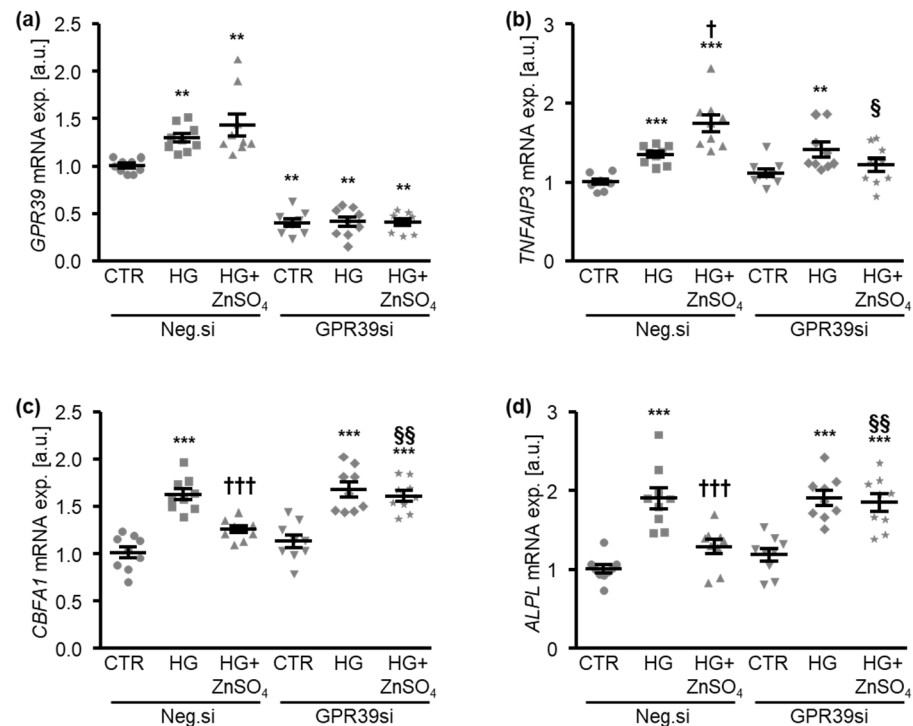 (a)
GPR39 mRNA exp. [a.u.]
2.5
2.0
1.5
1.0
0.5
0.0
**
**
**
**
**
CTR HG HG+ CTR HG HG+
ZnSO4 ZnSO4
Neg.si GPR39si
(b)
TNFAIP3 mRNA exp. [a.u.]
3
2
1
0
†
***
***
**
§
CTR HG HG+ CTR HG HG+
ZnSO4 ZnSO4
Neg.si GPR39si
(c)
CBFA1 mRNA exp. [a.u.]
2.5
2.0
1.5
1.0
0.5
0.0
***
†††
***
§§
***
CTR HG HG+ CTR HG HG+
ZnSO4 ZnSO4
Neg.si GPR39si
(d)
ALPL mRNA exp. [a.u.]
3
2
1
0
***
†††
***
§§
***
CTR HG HG+ CTR HG HG+
ZnSO4 ZnSO4
Neg.si GPR39si